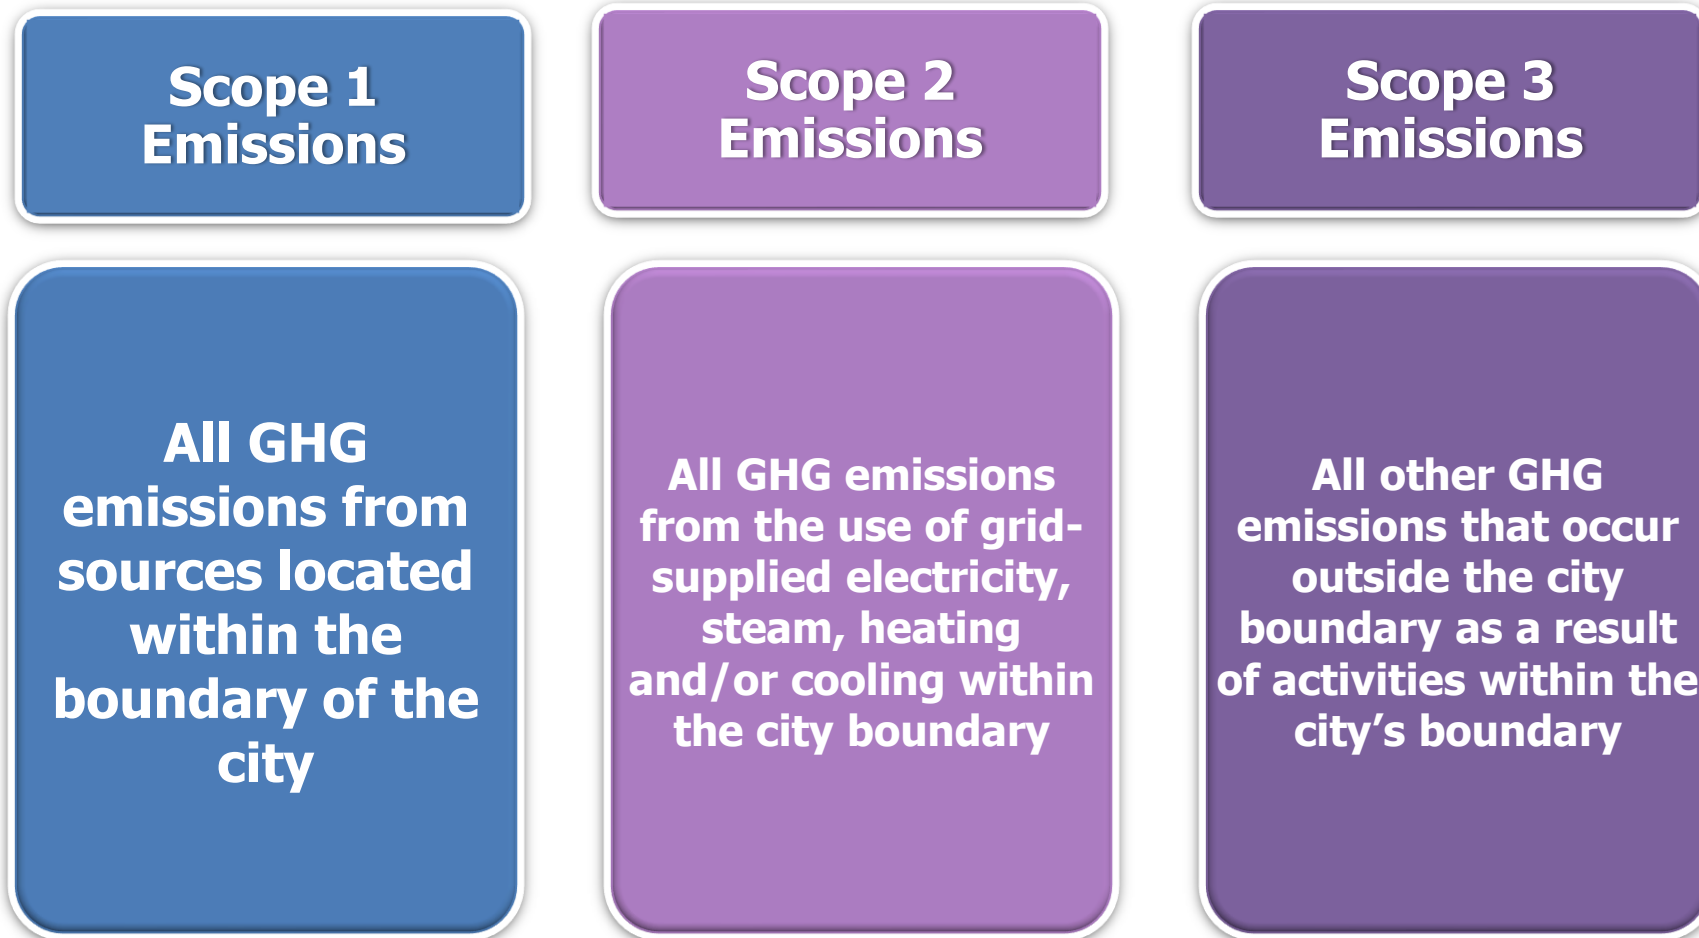 Scope 1
Emissions
Scope 2
Emissions
Scope 3
Emissions
All GHG
emissions from
sources located
within the
boundary of the
city
All GHG emissions
from the use of grid-
supplied electricity,
steam, heating
and/or cooling within
the city boundary
All other GHG
emissions that occur
outside the city
boundary as a result
of activities within the
city’s boundary